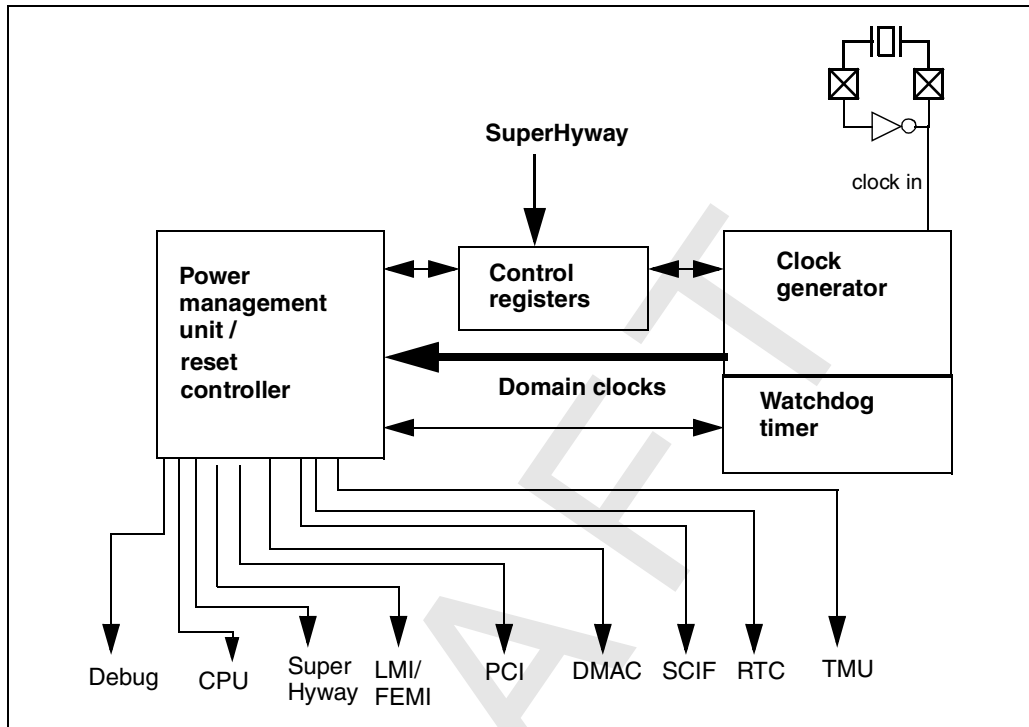 SuperHyway
clock in
Power
management
unit /
reset
controller
Control
registers
Clock
generator
Domain clocks
Watchdog
timer
Debug
CPU
Super
Hyway
LMI/
FEMI
PCI
DMAC
SCIF
RTC
TMU
AFT